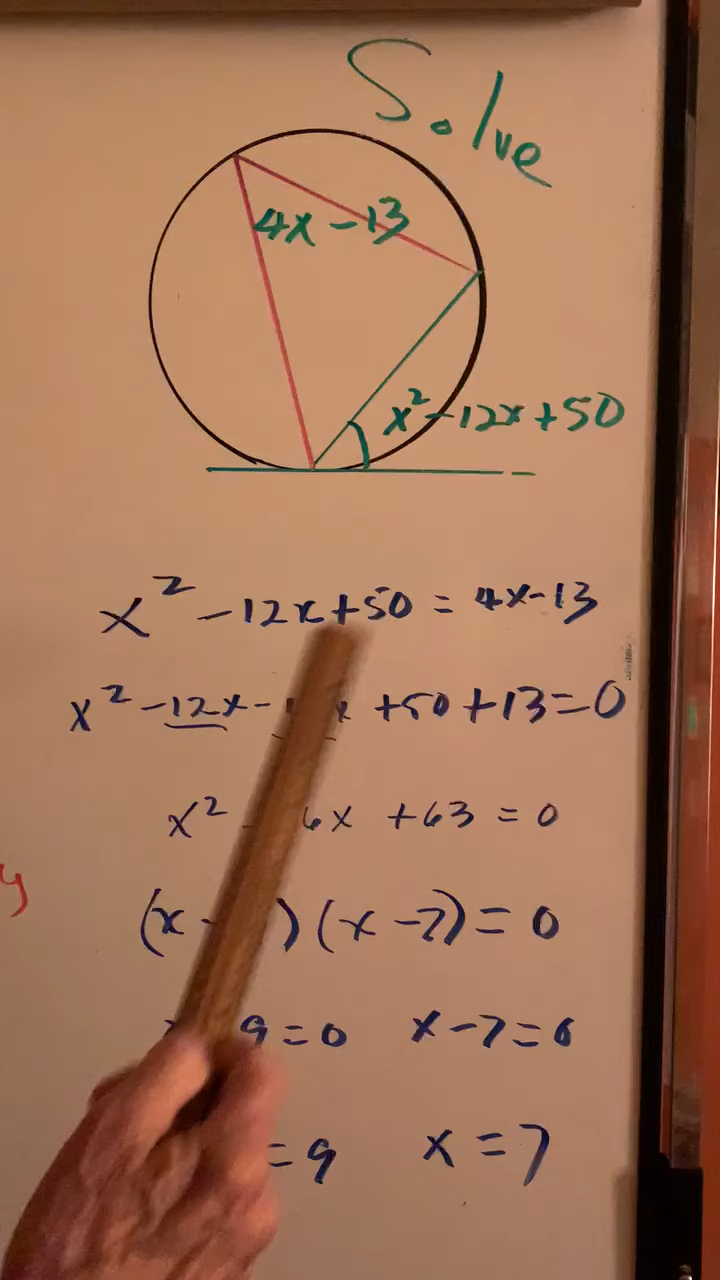 Solve
4x - 13
x² - 12x + 50
x² - 12x + 50 = 4x - 13
x² - 12x - x + 50 + 13 = 0
x² 6x + 63 = 0
(x - ) (x - 7) = 0
9 = 0 x - 7 = 0
= 9 x = 7
y